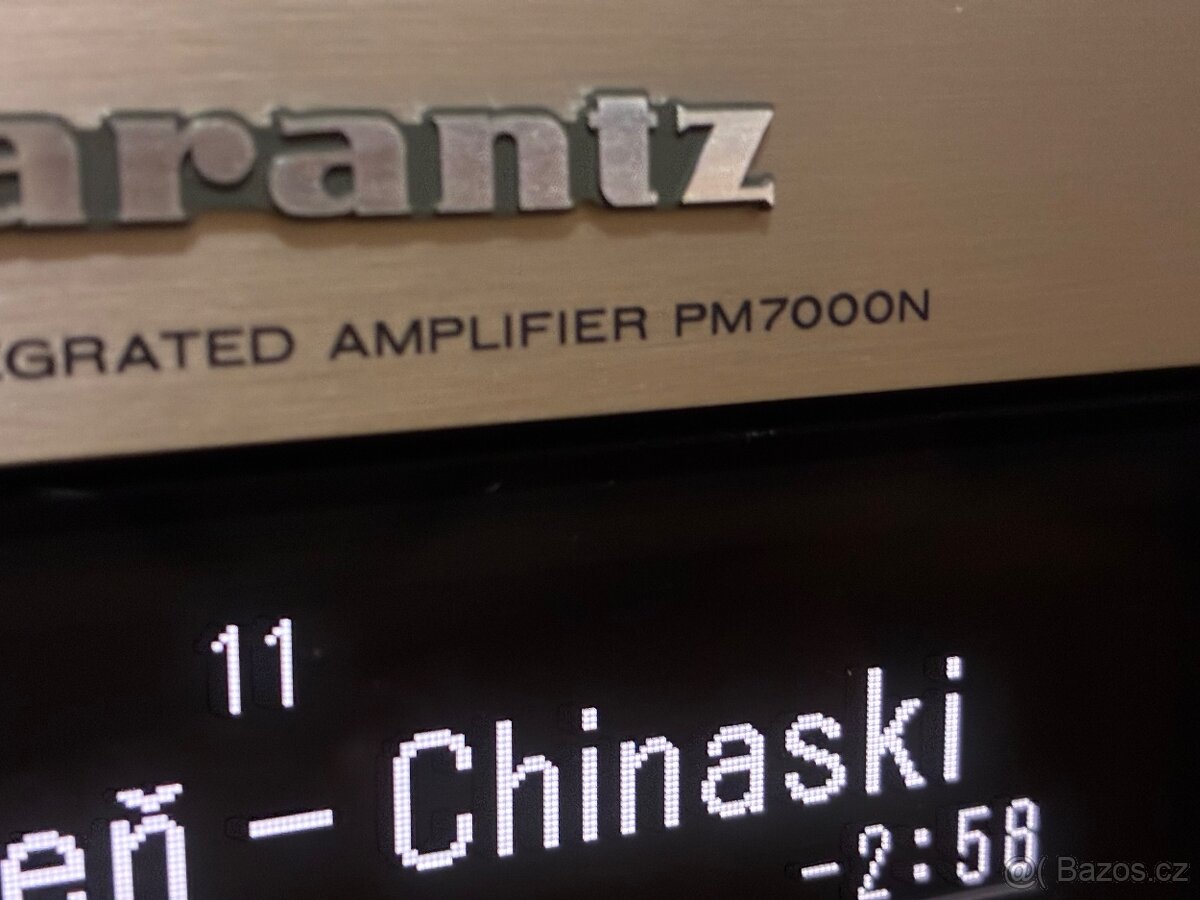 arantz
EGRATED AMPLIFIER PM7000N
11
eň – Chinaski
-2:58
@( Bazos.cz